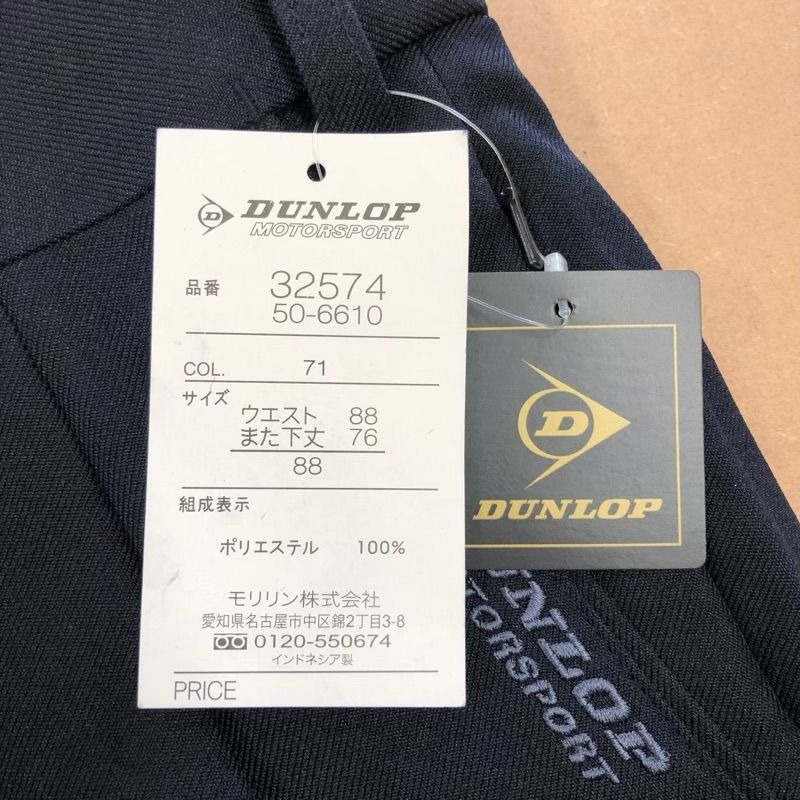 DUNLOP
MOTORSPORT
品番 32574
50-6610
COL. 71
サイズ
ウエスト 88
また下丈 76
88
組成表示
ポリエステル 100%
モリリン株式会社
愛知県名古屋市中区錦2丁目3-8
0120-550674
インドネシア製
PRICE
D
DUNLOP
NLOP
TORSPORT